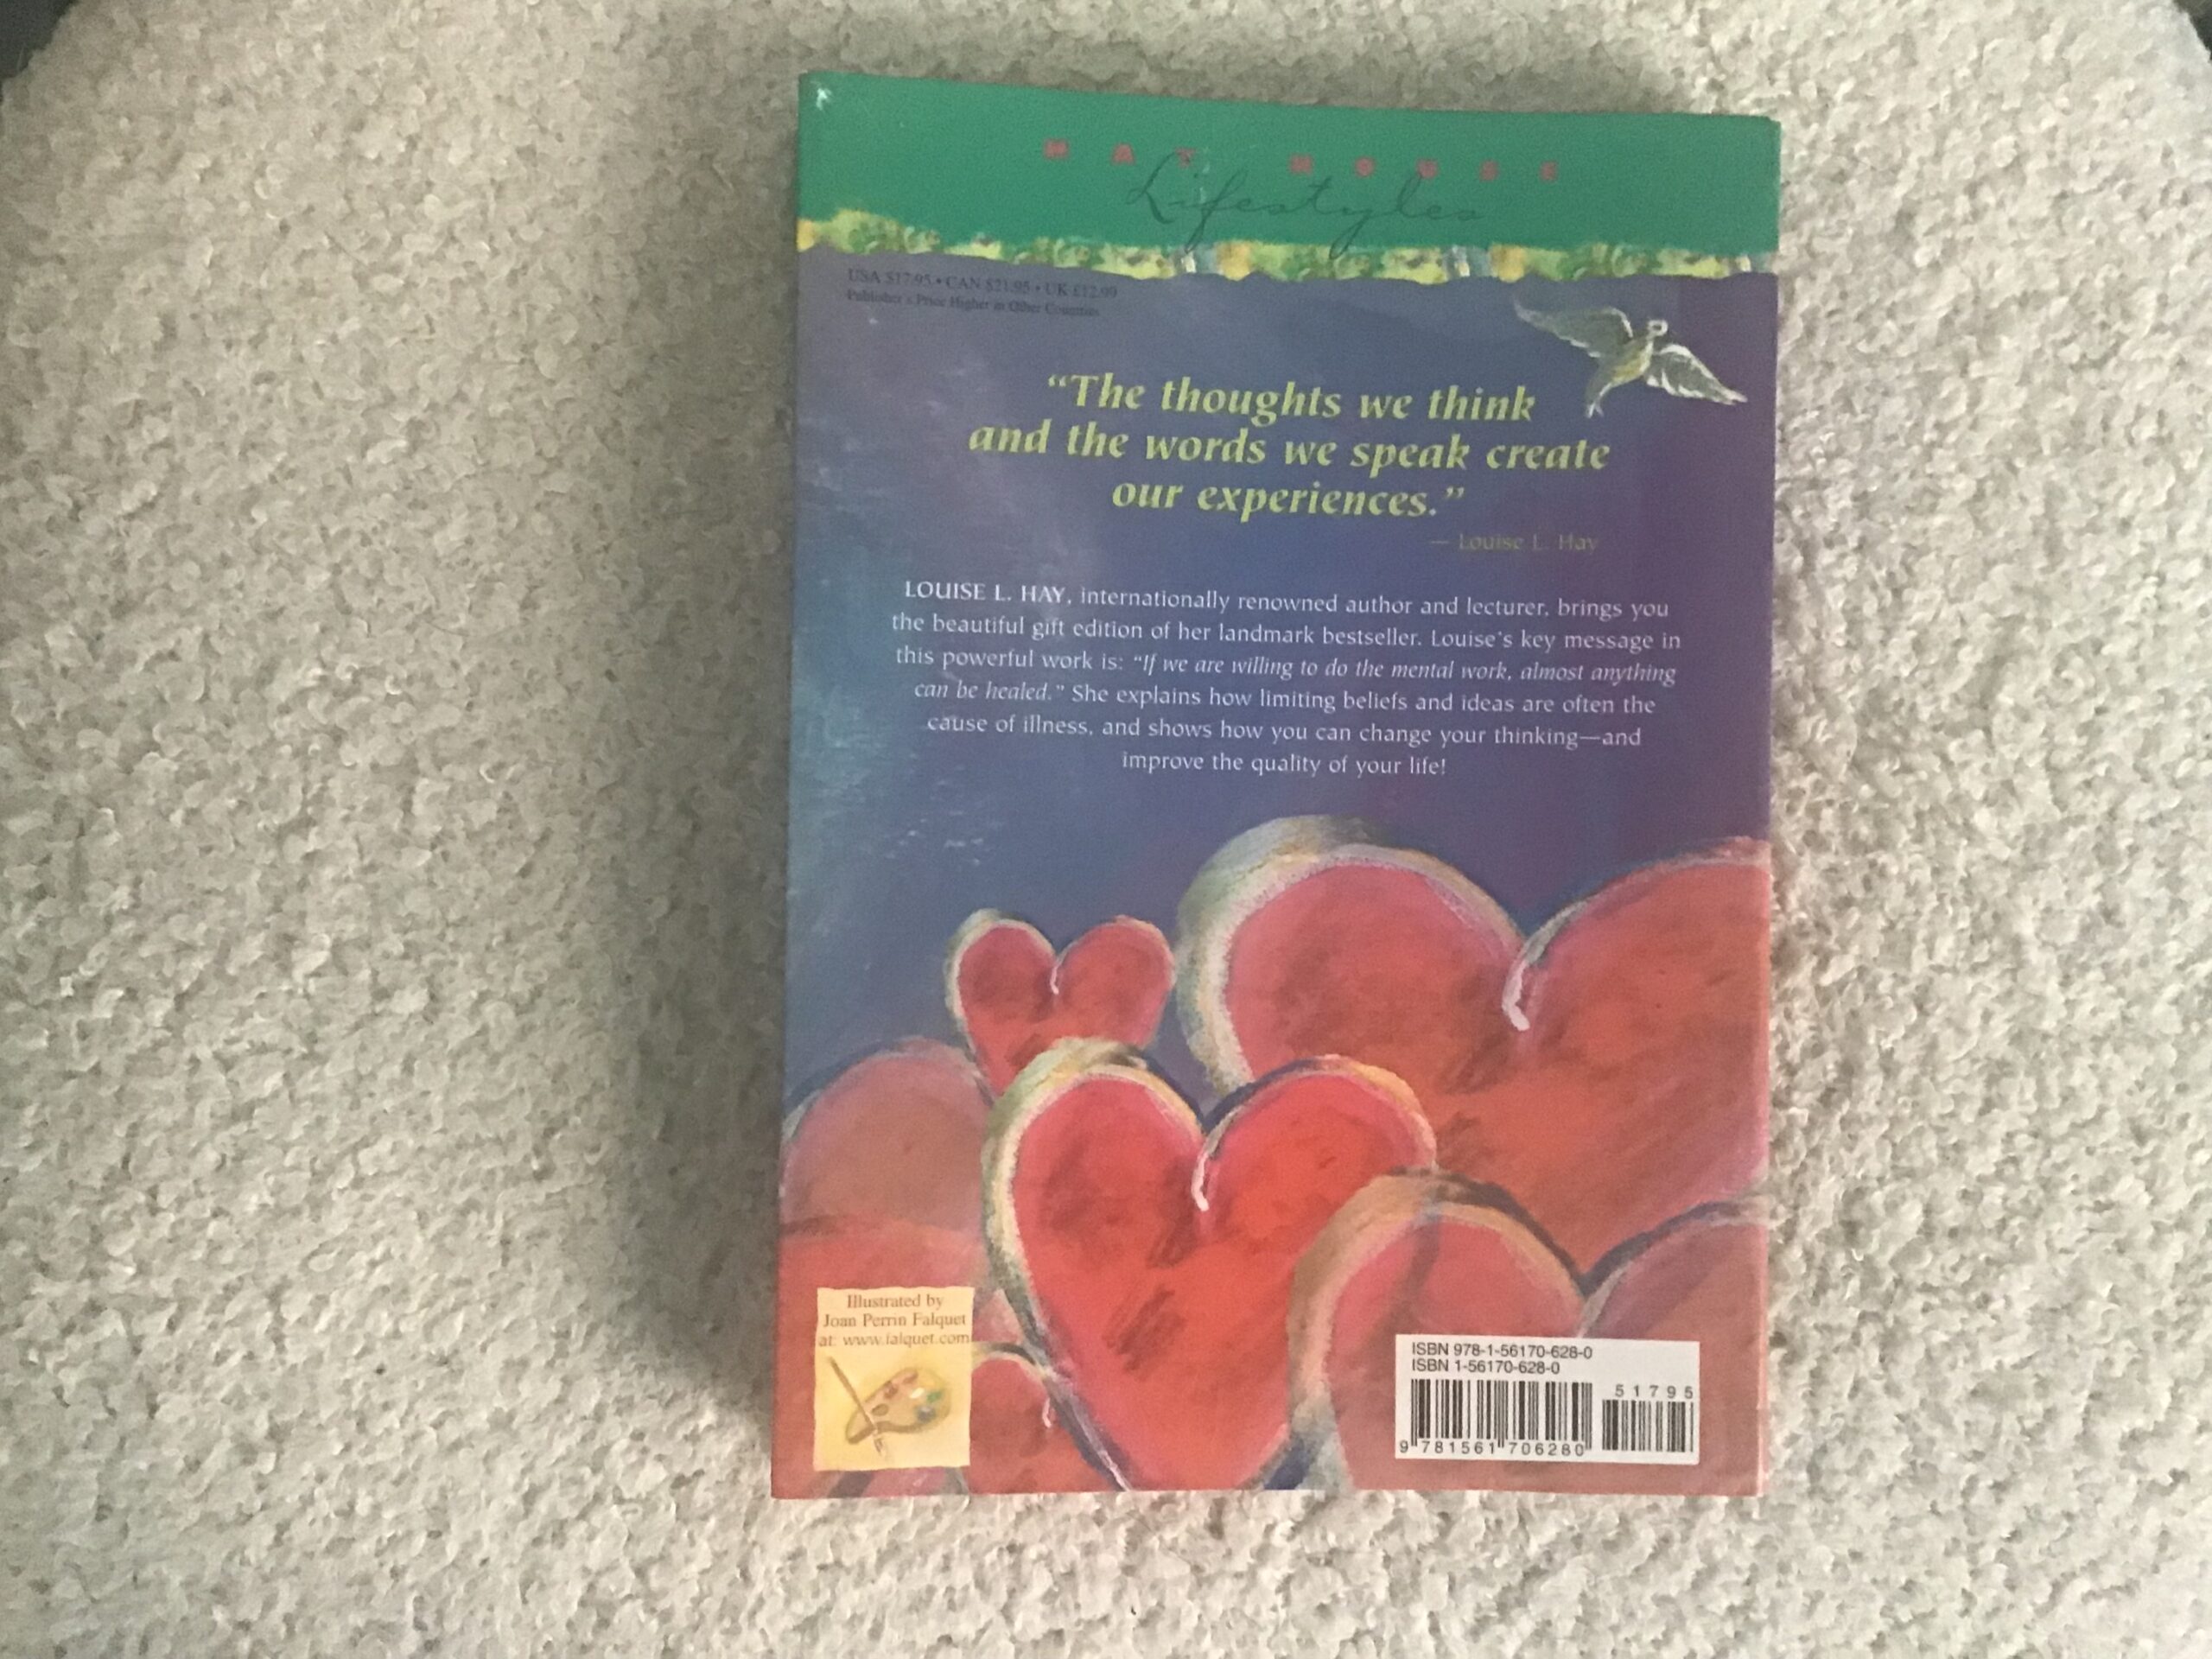 HAY HOUSE
Lifestyles
USA $17.95 • CAN $21.95 • UK £12.99
Publisher's Price Higher in Other Countries
“The thoughts we think
and the words we speak create
our experiences.”
— Louise L. Hay
LOUISE L. HAY, internationally renowned author and lecturer, brings you
the beautiful gift edition of her landmark bestseller. Louise's key message in
this powerful work is: “If we are willing to do the mental work, almost anything
can be healed.” She explains how limiting beliefs and ideas are often the
cause of illness, and shows how you can change your thinking—and
improve the quality of your life!
Illustrated by
Joan Perrin Falquet
at: www.falquet.com
ISBN 978-1-56170-628-0
ISBN 1-56170-628-0
51795
9 781561 706280